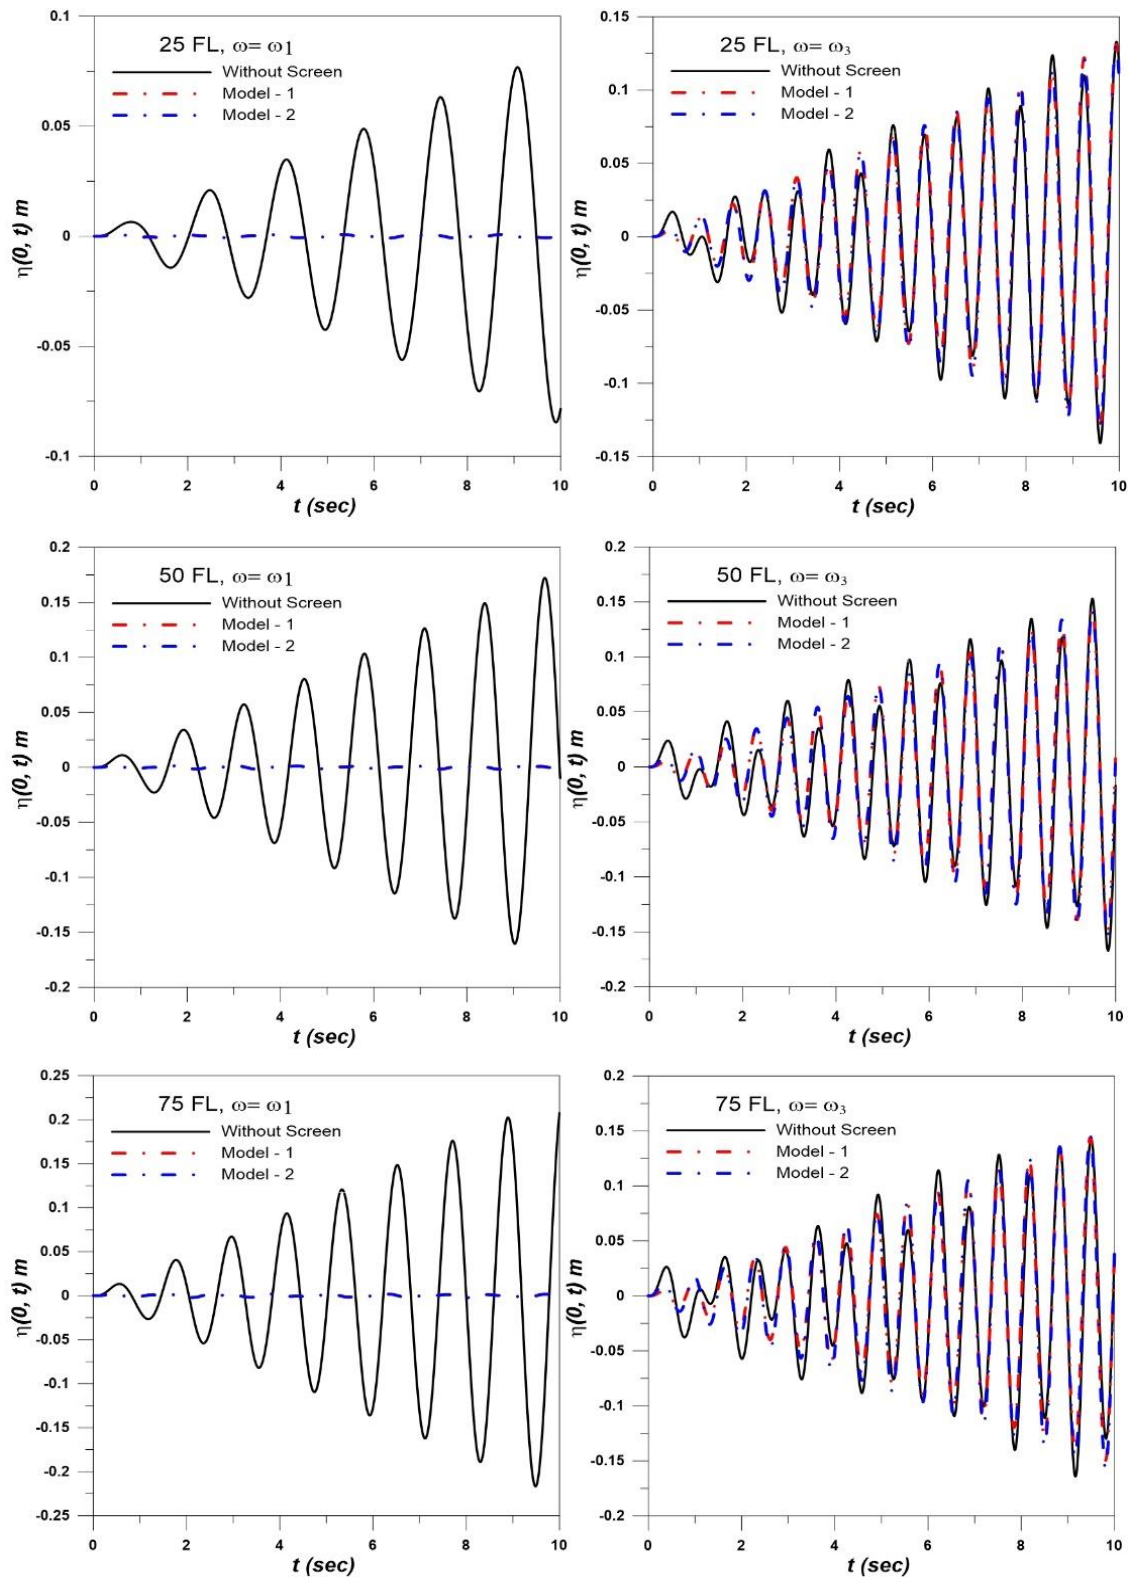 25 FL, ω= ω1
Without Screen
Model - 1
Model - 2
0.1
0.05
0
-0.05
-0.1
η(0, t) m
0 2 4 6 8 10
t (sec)
25 FL, ω= ω3
Without Screen
Model - 1
Model - 2
0.15
0.1
0.05
0
-0.05
-0.1
-0.15
η(0, t) m
0 2 4 6 8 10
t (sec)
50 FL, ω= ω1
Without Screen
Model - 1
Model - 2
0.2
0.15
0.1
0.05
0
-0.05
-0.1
-0.15
-0.2
η(0, t) m
0 2 4 6 8 10
t (sec)
50 FL, ω= ω3
Without Screen
Model - 1
Model - 2
0.2
0.15
0.1
0.05
0
-0.05
-0.1
-0.15
-0.2
η(0, t) m
0 2 4 6 8 10
t (sec)
75 FL, ω= ω1
Without Screen
Model - 1
Model - 2
0.25
0.2
0.15
0.1
0.05
0
-0.05
-0.1
-0.15
-0.2
-0.25
η(0, t) m
0 2 4 6 8 10
t (sec)
75 FL, ω= ω3
Without Screen
Model - 1
Model - 2
0.2
0.15
0.1
0.05
0
-0.05
-0.1
-0.15
-0.2
η(0, t) m
0 2 4 6 8 10
t (sec)